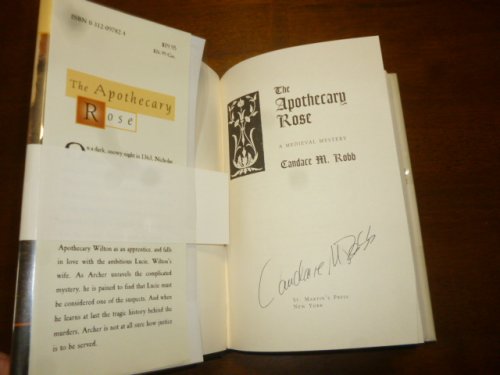 ISBN 0-312-09782-4
$19.95
The Apothecary
Rose
On a dark, snowy night in 1363, Nicholas
Apothecary Wilton as an apprentice, and falls
in love with the ambitious Lucie, Wilton's
wife. As Archer unravels the complicated
mystery, he is pained to find that Lucie must
be considered one of the suspects. And when
he learns at last the tragic history behind the
murders, Archer is not at all sure how justice
is to be served.
The
Apothecary
Rose
A MEDIEVAL MYSTERY
Candace M. Robb
Candace M Robb
ST. MARTIN'S PRESS
NEW YORK